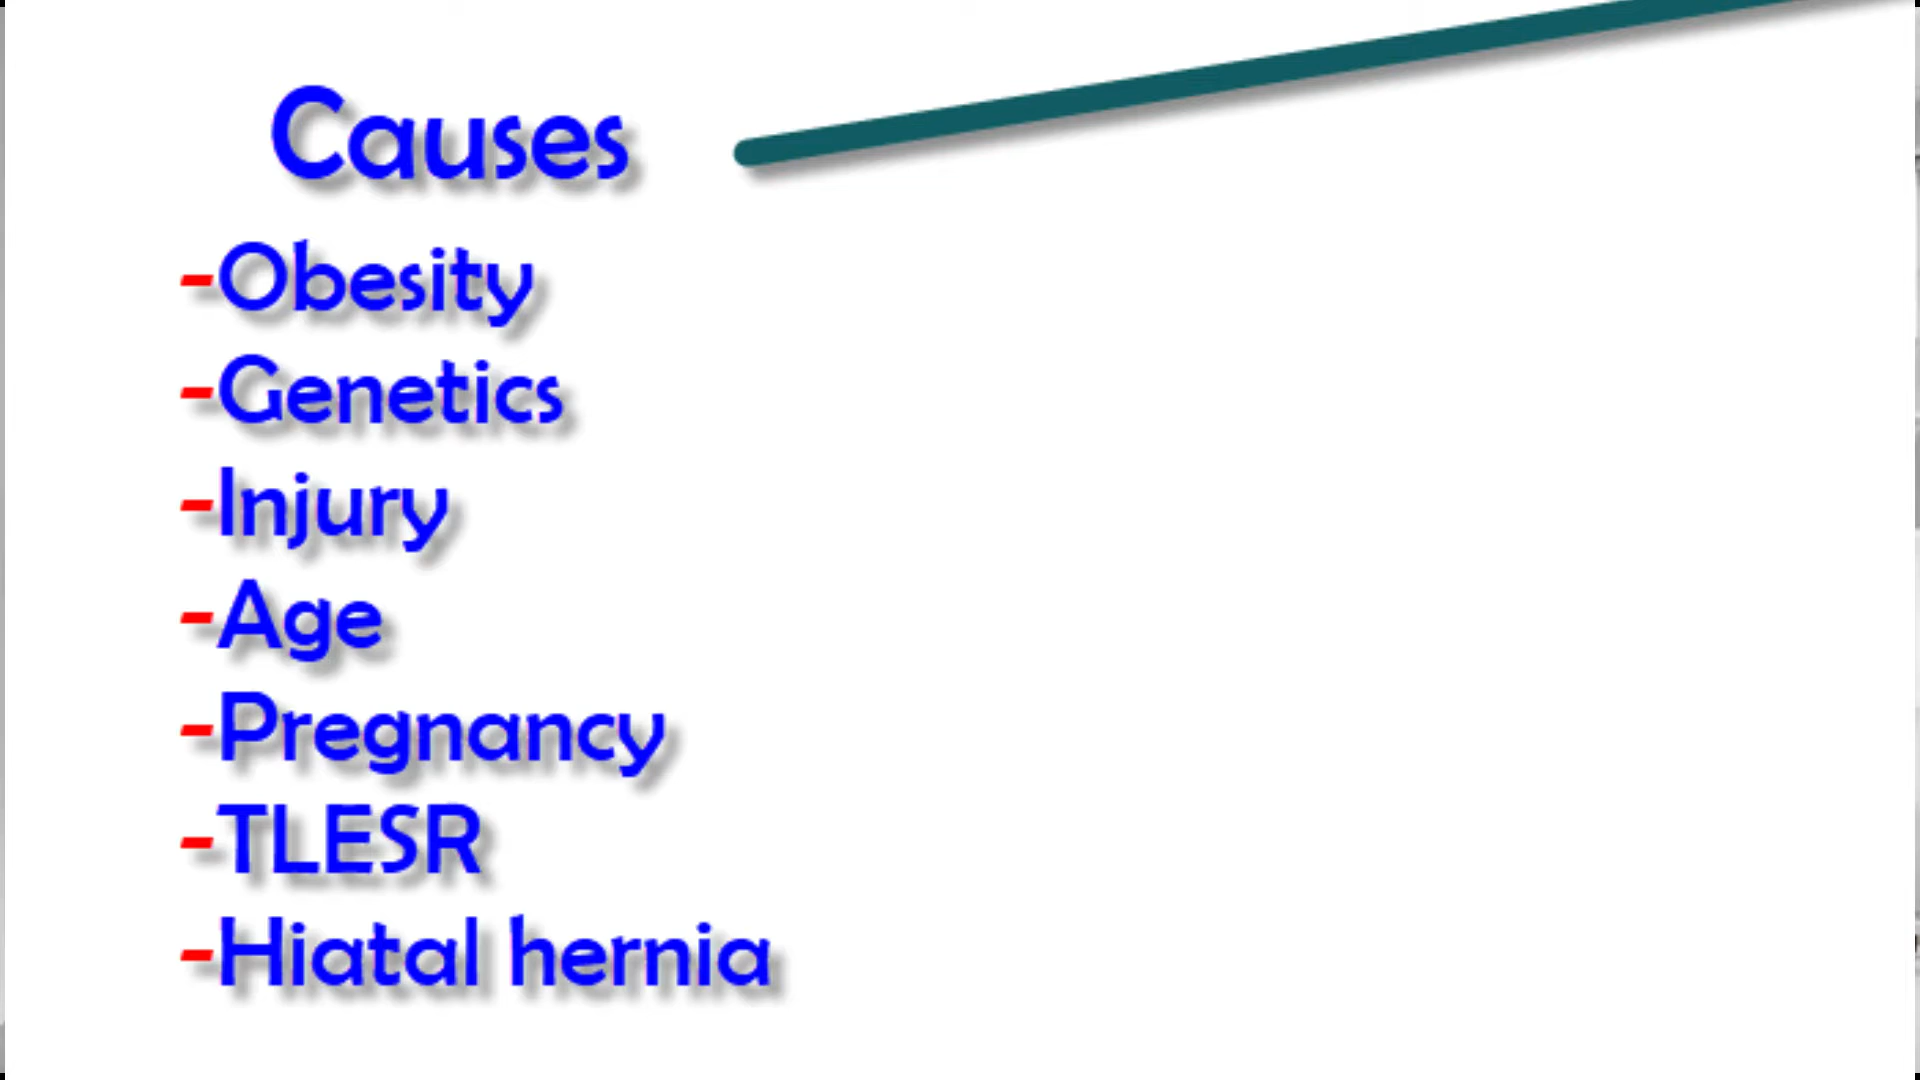 Causes
-Obesity
-Genetics
-Injury
-Age
-Pregnancy
-TLESR
-Hiatal hernia